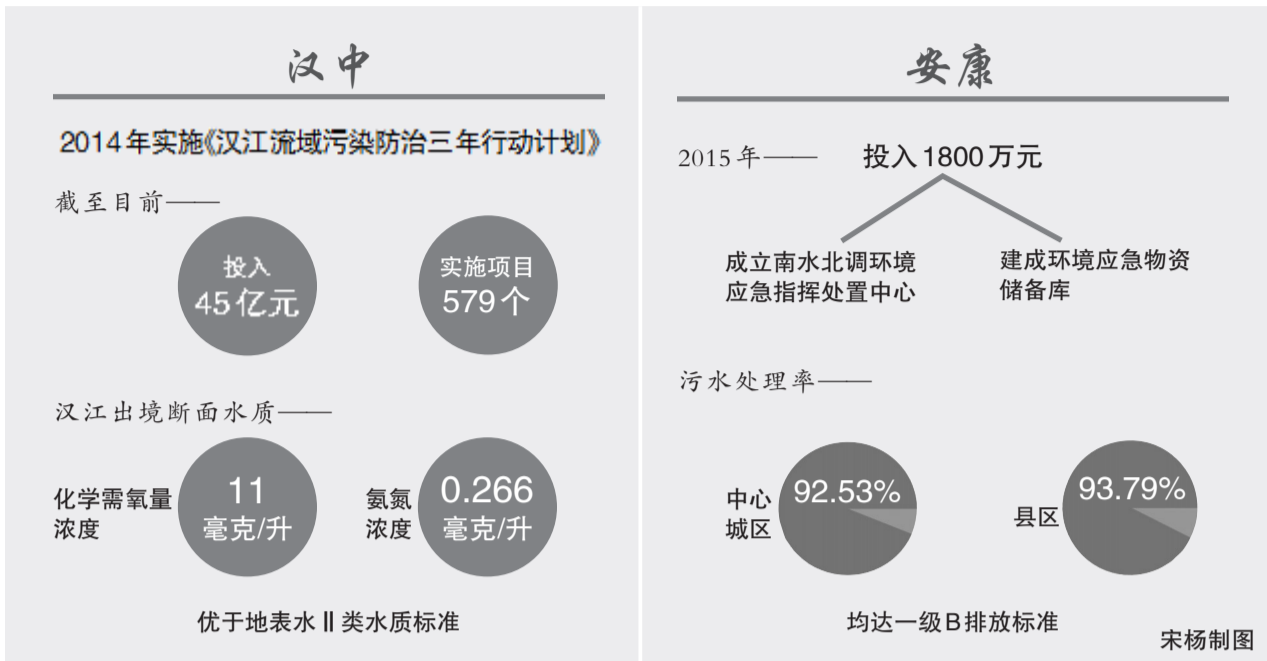 汉中
2014年实施《汉江流域污染防治三年行动计划》
截至目前——
投入
45亿元
实施项目
579个
汉江出境断面水质——
化学需氧量
浓度
11
毫克/升
氨氮
浓度
0.266
毫克/升
优于地表水Ⅱ类水质标准
安康
2015年——
投入1800万元
成立南水北调环境
应急指挥处置中心
建成环境应急物资
储备库
污水处理率——
中心
城区
92.53%
县区
93.79%
均达一级B排放标准
宋杨制图